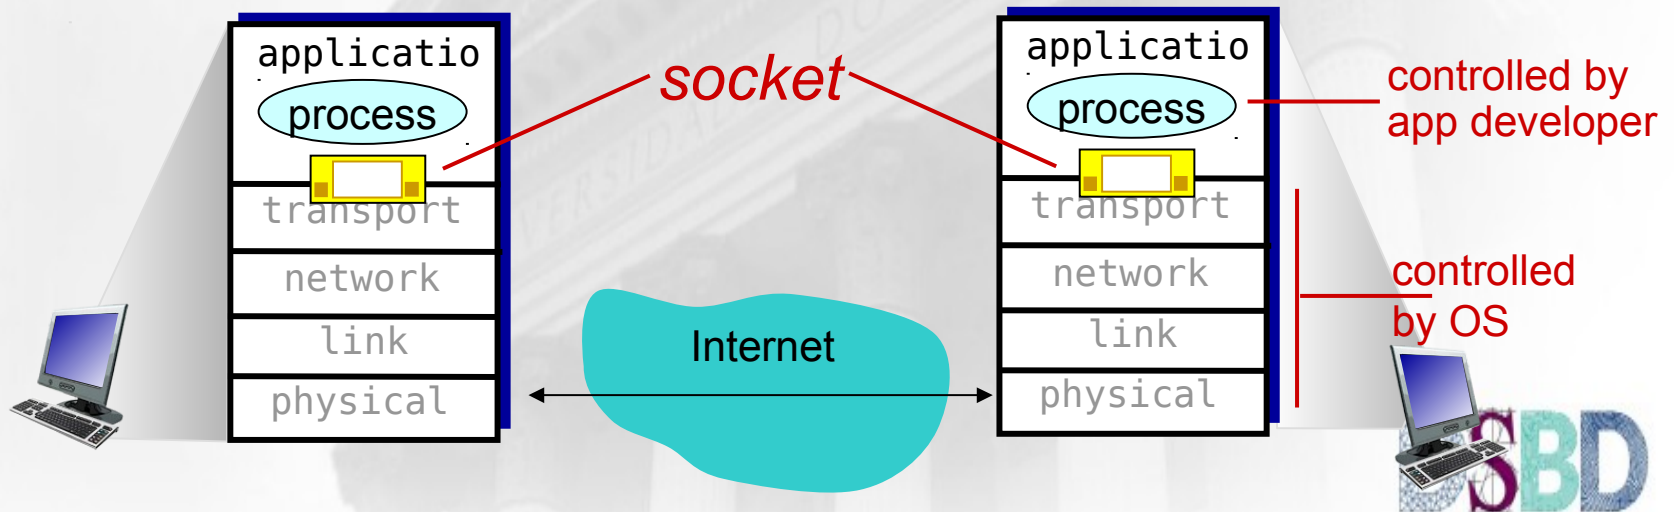 applicatio
process
transport
network
link
physical
socket
Internet
applicatio
process
transport
network
link
physical
controlled by
app developer
controlled
by OS
DSBD